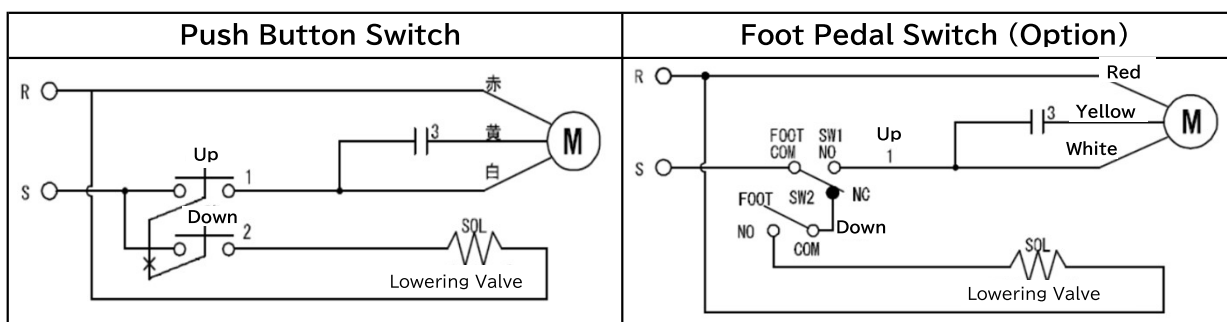 Push Button Switch
R
赤
3
黄
M
Up
1
白
S
Down
2
SOL
Lowering Valve
Foot Pedal Switch (Option)
R
Red
3
Yellow
M
FOOT SW1 Up
COM NO 1
White
S
FOOT SW2 NC
Down
NO COM
SOL
Lowering Valve